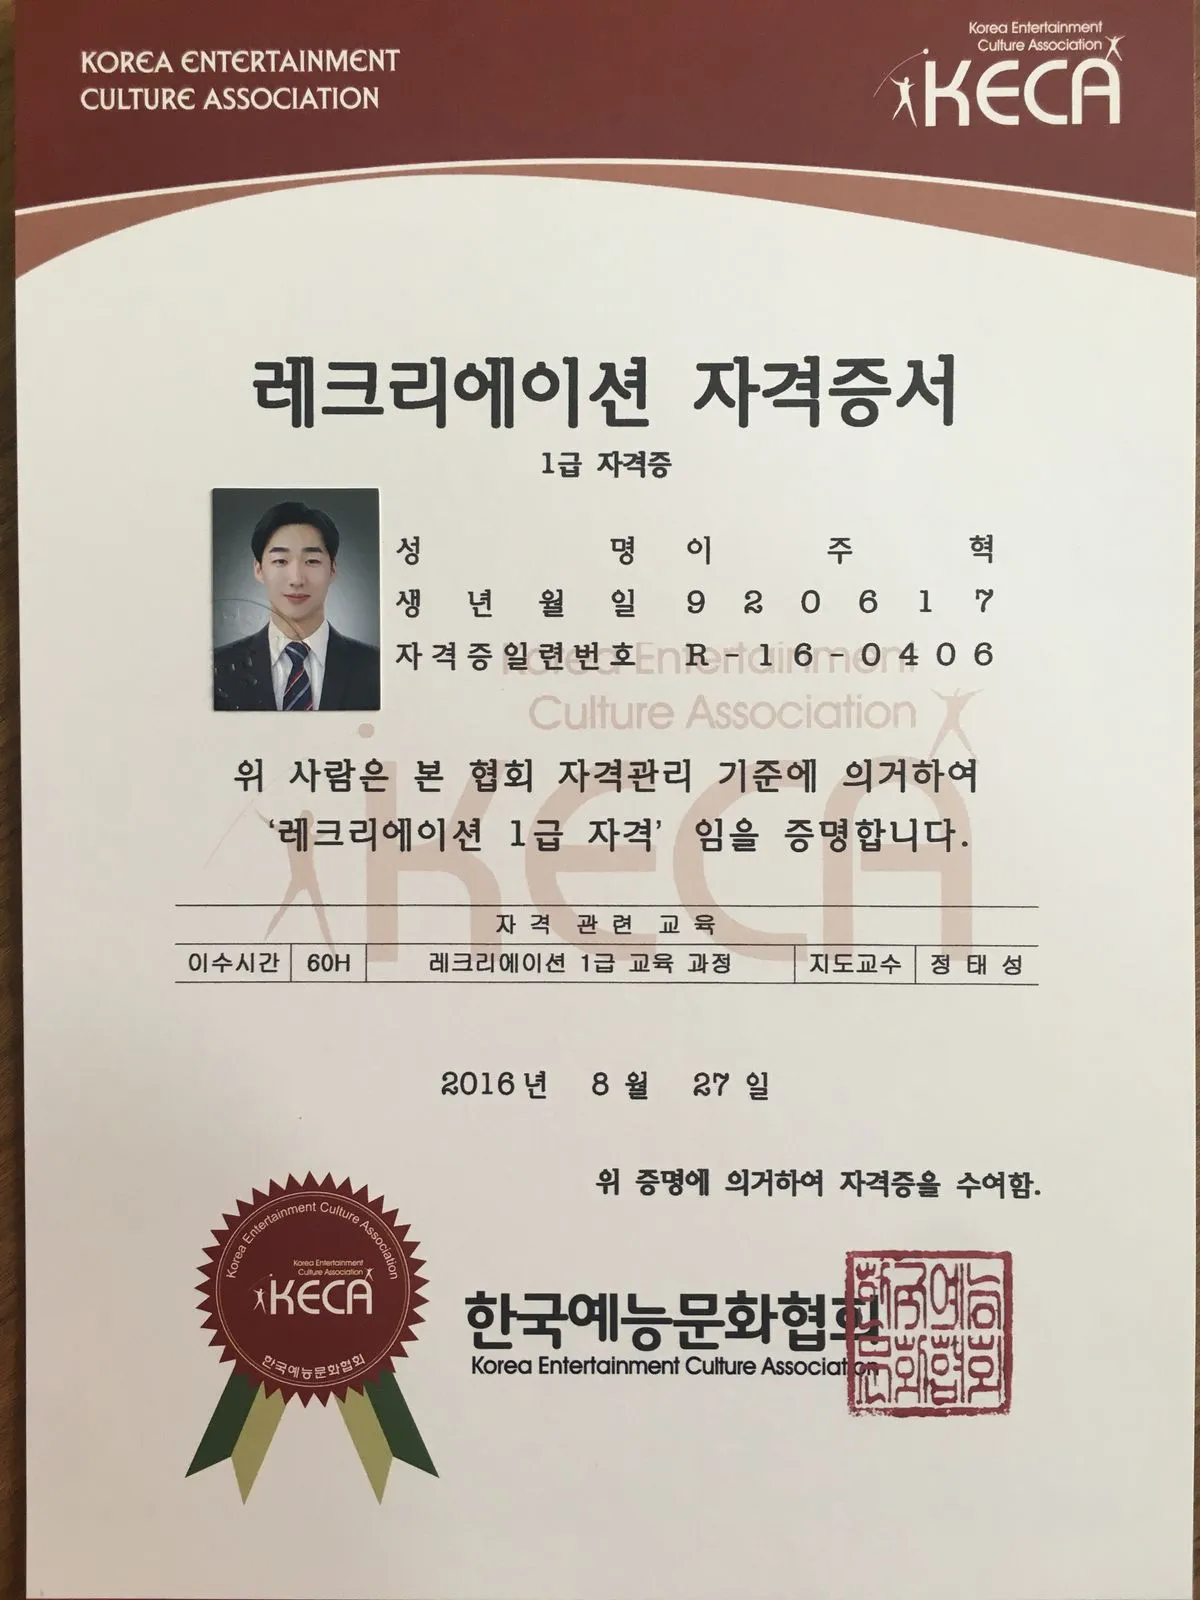 KOREA ENTERTAINMENT
CULTURE ASSOCIATION
Korea Entertainment
Culture Association
KECA
레크리에이션 자격증서
1급 자격증
성 명 이 주 혁
생 년 월 일 9 2 0 6 1 7
자격증일련번호 R-16-0406
Korea Entertainment
Culture Association
KECA
위 사람은 본 협회 자격관리 기준에 의거하여
‘레크리에이션 1급 자격’ 임을 증명합니다.
자 격 관 련 교 육
이수시간 60H 레크리에이션 1급 교육 과정 지도교수 정 태 성
2016년 8월 27일
위 증명에 의거하여 자격증을 수여함.
Korea Entertainment Culture Association
Korea Entertainment
Culture Association
KECA
한국예능문화협회
한국예능문화협회
Korea Entertainment Culture Association